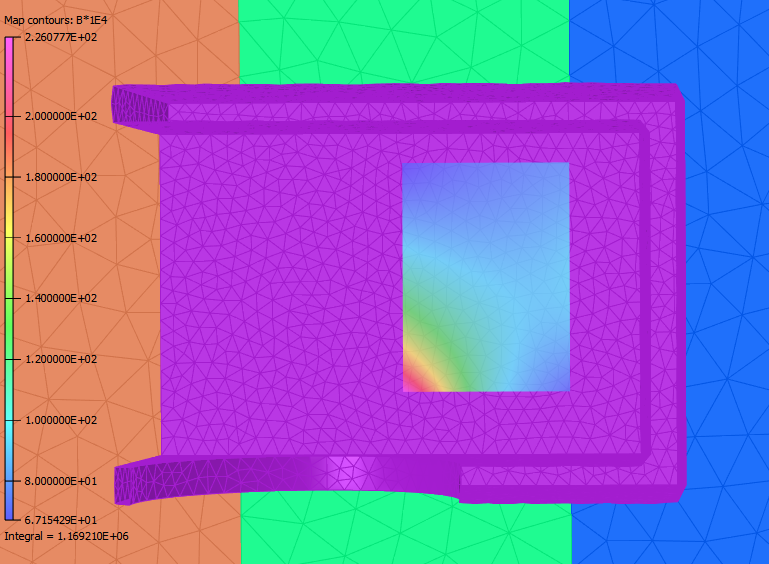 Map contours: B*1E4
2.260777E+02
2.000000E+02
1.800000E+02
1.600000E+02
1.400000E+02
1.200000E+02
1.000000E+02
8.000000E+01
6.715429E+01
Integral = 1.169210E+06